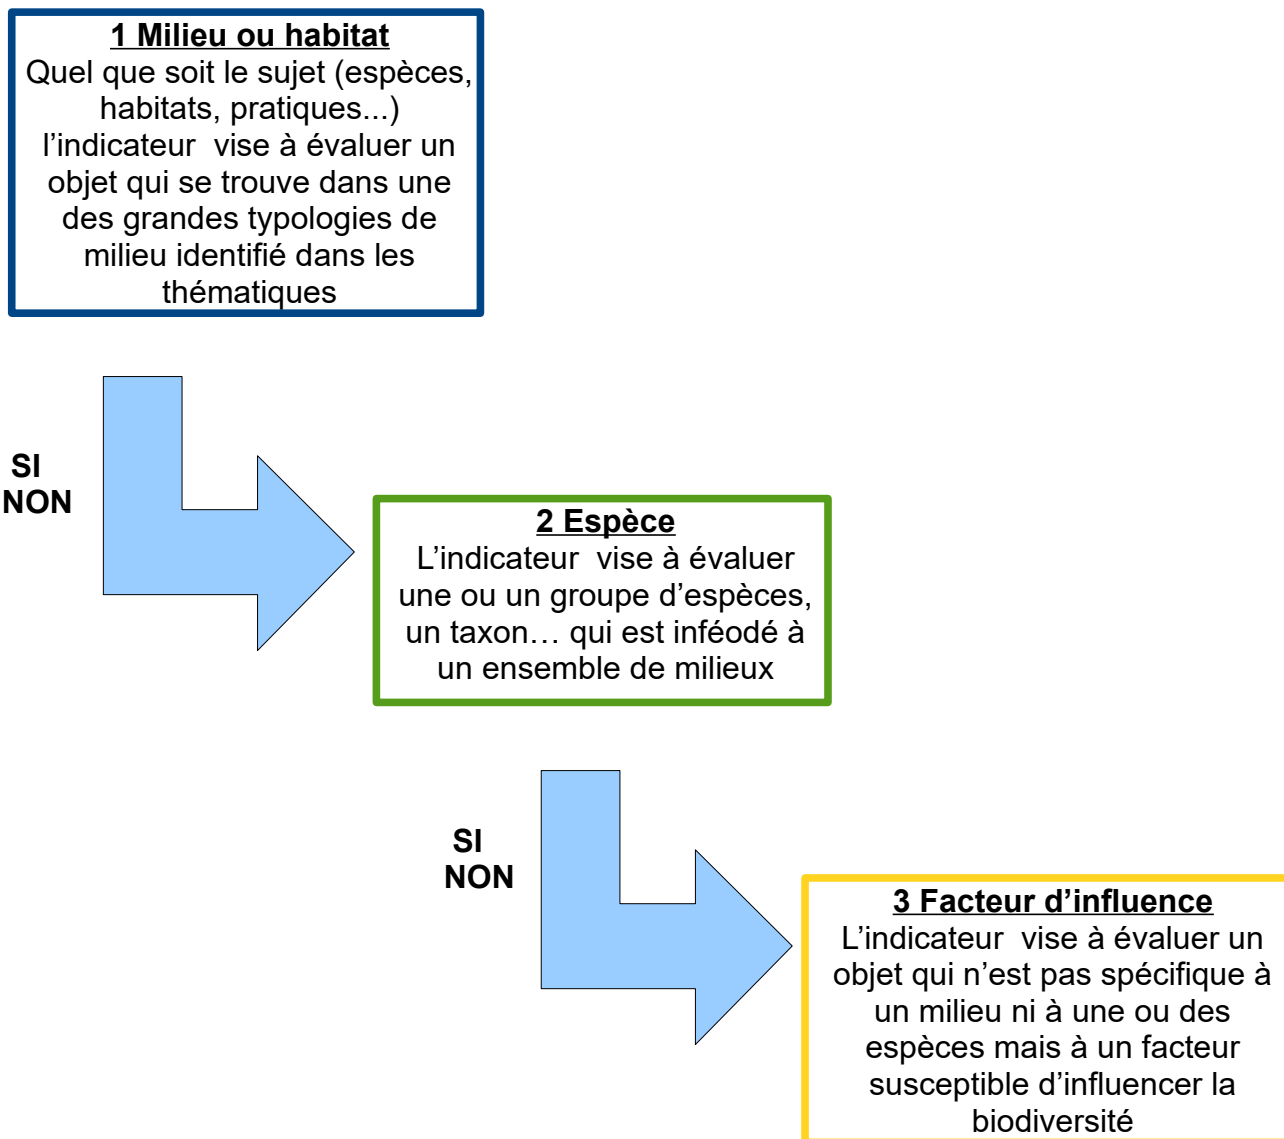 1 Milieu ou habitat
Quel que soit le sujet (espèces,
habitats, pratiques...)
l’indicateur  vise à évaluer un
objet qui se trouve dans une
des grandes typologies de
milieu identifié dans les
thématiques
SI
NON
2 Espèce
L’indicateur  vise à évaluer
une ou un groupe d’espèces,
un taxon… qui est inféodé à
un ensemble de milieux
SI
NON
3 Facteur d’influence
L’indicateur  vise à évaluer un
objet qui n’est pas spécifique à
un milieu ni à une ou des
espèces mais à un facteur
susceptible d’influencer la
biodiversité